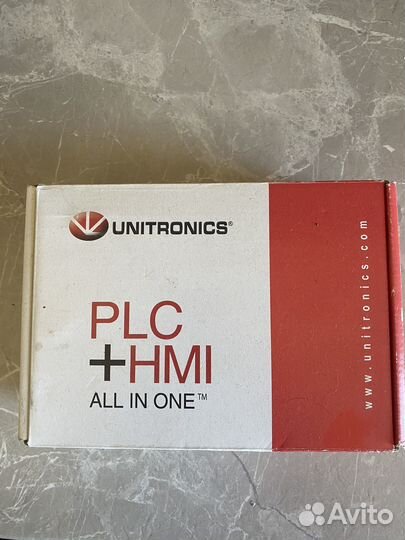 UNITRONICS®
PLC
+HMI
ALL IN ONE™
www.unitronics.com
Avito